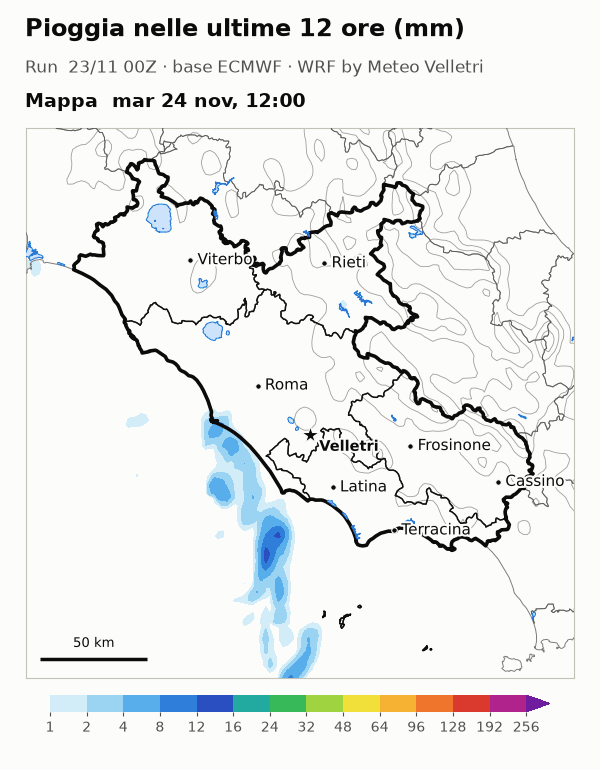 Pioggia nelle ultime 12 ore (mm)
Run  23/11 00Z · base ECMWF · WRF by Meteo Velletri
Mappa  mar 24 nov, 12:00
Viterbo
Rieti
Roma
Velletri
Frosinone
Cassino
Latina
Terracina
50 km
1 2 4 8 12 16 24 32 48 64 96 128 192 256